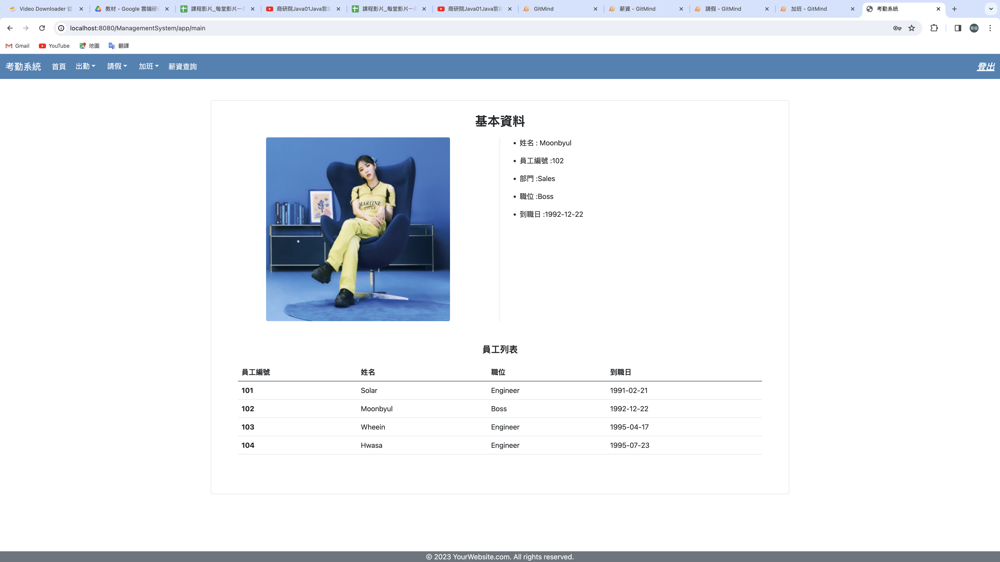 Video Downloader 從
教材 - Google 雲端硬
課程影片_每堂影片一
商研院Java01Java雲
課程影片_每堂影片一
商研院Java01Java雲
GitMind
薪資 - GitMind
請假 - GitMind
加班 - GitMind
考勤系統
localhost:8080/ManagementSystem/app/main
育庭
Gmail
YouTube
地圖
翻譯
考勤系統 首頁 出勤 請假 加班 薪資查詢 登出
基本資料
姓名 : Moonbyul
員工編號 :102
部門 :Sales
職位 :Boss
到職日 :1992-12-22
MARTINE
ROSE
員工列表
員工編號 姓名 職位 到職日
101 Solar Engineer 1991-02-21
102 Moonbyul Boss 1992-12-22
103 Wheein Engineer 1995-04-17
104 Hwasa Engineer 1995-07-23
© 2023 YourWebsite.com. All rights reserved.